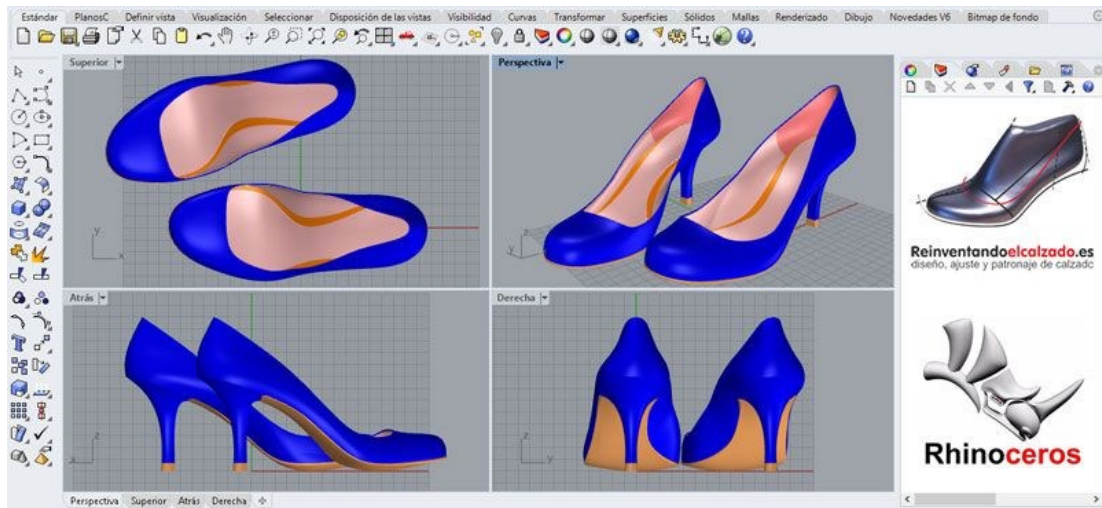 Estándar PlanosC Definir vista Visualización Seleccionar Disposición de las vistas Visibilidad Curvas Transformar Superficies Sólidos Mallas Renderizado Dibujo Novedades V6 Bitmap de fondo
Superior
Perspectiva
y
x
z
y
Reinventandoelcalzado.es
diseño, ajuste y patronaje de calzado
Atrás
Derecha
z
x
z
y
Rhinoceros
Perspectiva Superior Atrás Derecha